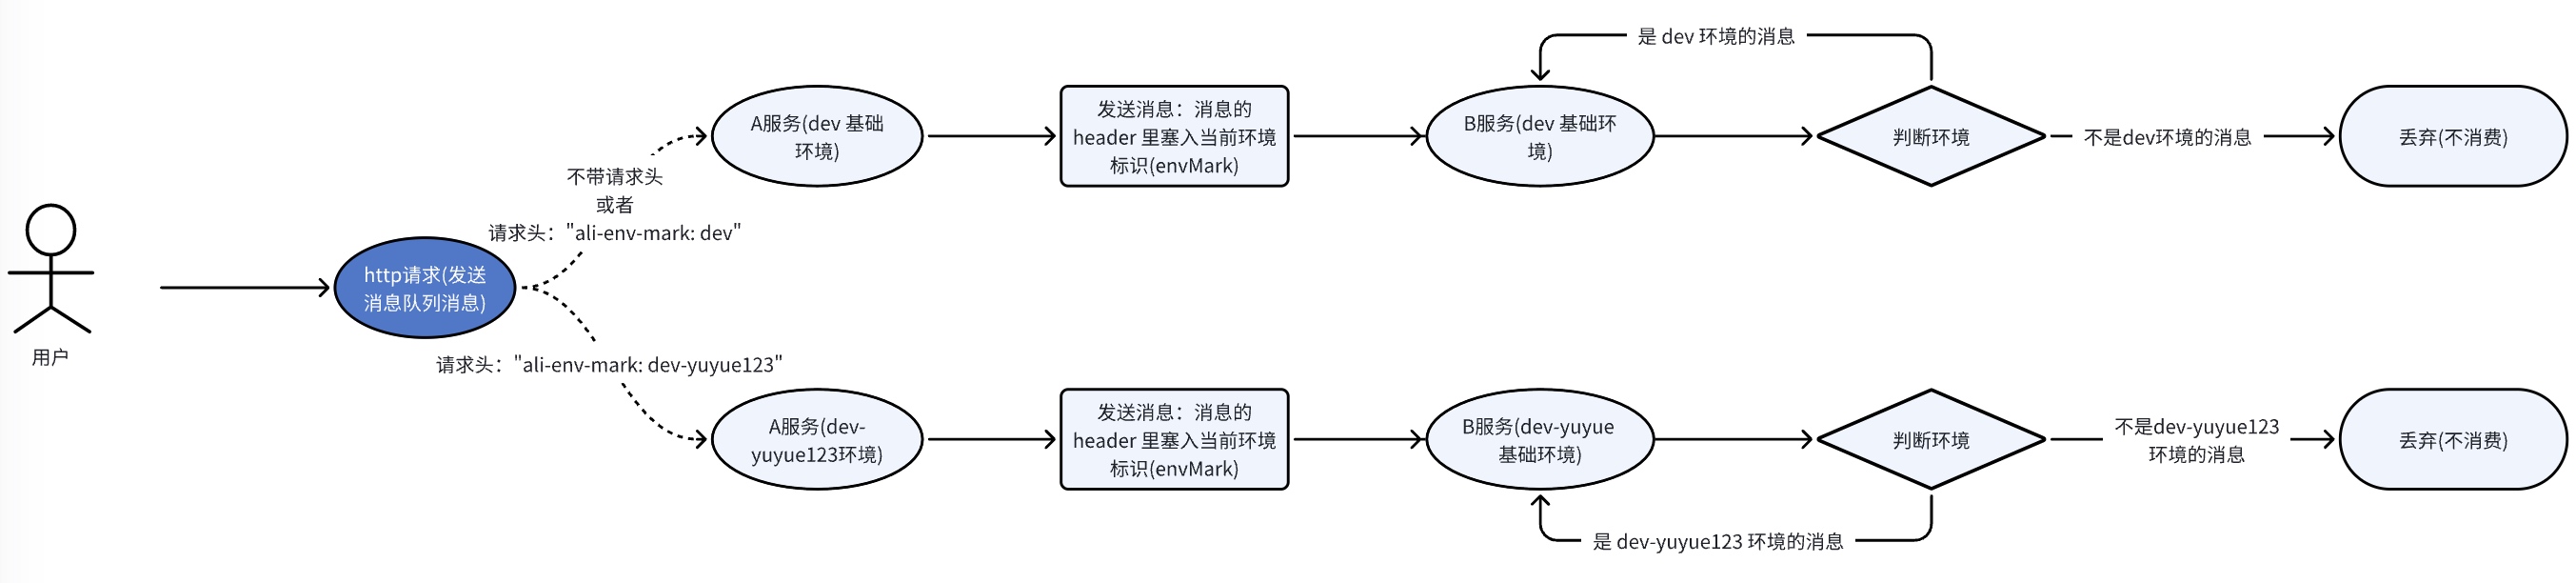 用户
http请求(发送
消息队列消息)
不带请求头
或者
请求头："ali-env-mark: dev"
A服务(dev 基础
环境)
发送消息：消息的
header 里塞入当前环境
标识(envMark)
B服务(dev 基础环
境)
是 dev 环境的消息
判断环境
不是dev环境的消息
丢弃(不消费)
请求头："ali-env-mark: dev-yuyue123"
A服务(dev-
yuyue123环境)
发送消息：消息的
header 里塞入当前环境
标识(envMark)
B服务(dev-yuyue
基础环境)
判断环境
是 dev-yuyue123 环境的消息
不是dev-yuyue123
环境的消息
丢弃(不消费)